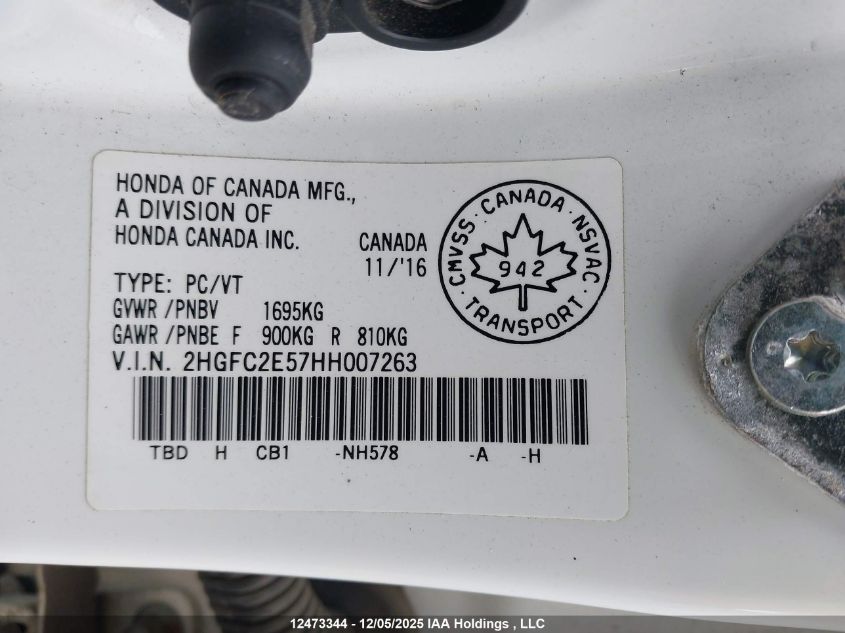 HONDA OF CANADA MFG.,
A DIVISION OF
HONDA CANADA INC.
CANADA
11/'16
CMVSS · CANADA · NSVAC
942
· TRANSPORT ·
TYPE: PC/VT
GVWR /PNBV 1695KG
GAWR /PNBE F 900KG R 810KG
V.I.N. 2HGFC2E57HH007263
TBD H CB1 -NH578 -A -H
12473344 - 12/05/2025 IAA Holdings , LLC